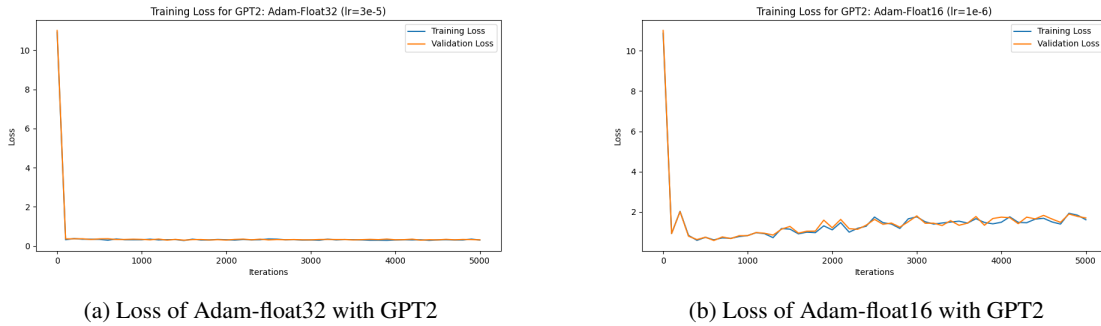 Training Loss for GPT2: Adam-Float32 (lr=3e-5)
Training Loss
Validation Loss
10
8
6
4
2
0
Loss
0
1000
2000
3000
4000
5000
Iterations
(a) Loss of Adam-float32 with GPT2
Training Loss for GPT2: Adam-Float16 (lr=1e-6)
Training Loss
Validation Loss
10
8
6
4
2
Loss
0
1000
2000
3000
4000
5000
Iterations
(b) Loss of Adam-float16 with GPT2